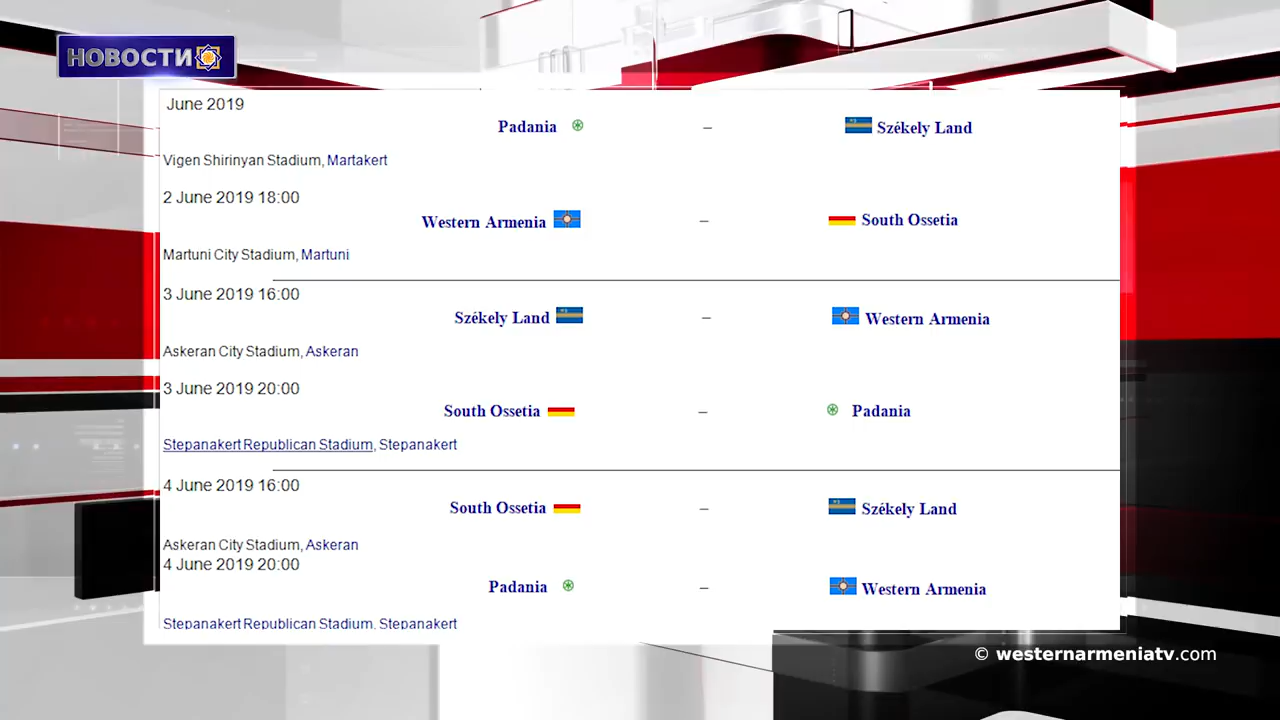 НОВОСТИ
June 2019
Padania – Székely Land
Vigen Shirinyan Stadium, Martakert
2 June 2019 18:00
Western Armenia – South Ossetia
Martuni City Stadium, Martuni
3 June 2019 16:00
Székely Land – Western Armenia
Askeran City Stadium, Askeran
3 June 2019 20:00
South Ossetia – Padania
Stepanakert Republican Stadium, Stepanakert
4 June 2019 16:00
South Ossetia – Székely Land
Askeran City Stadium, Askeran
4 June 2019 20:00
Padania – Western Armenia
Stepanakert Republican Stadium, Stepanakert
© westernarmeniatv.com